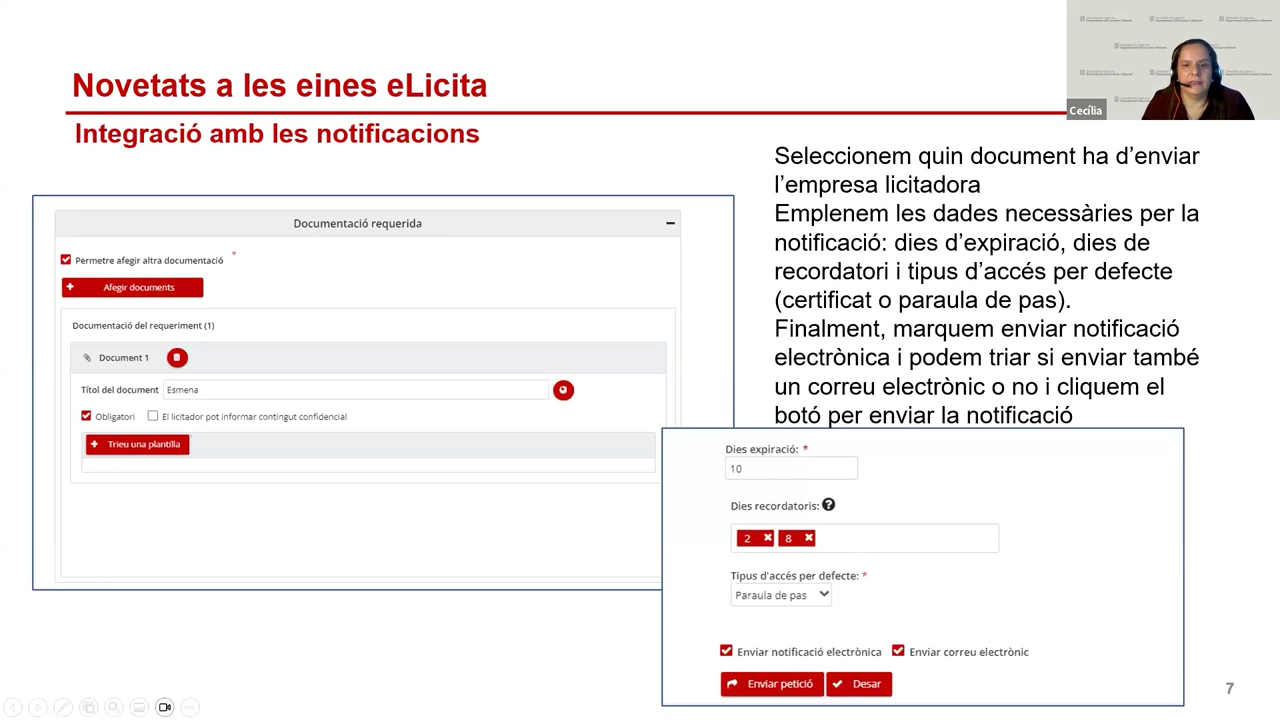 Novetats a les eines eLicita
Integració amb les notificacions
Cecília
Seleccionem quin document ha d’enviar
l’empresa licitadora
Emplenem les dades necessàries per la
notificació: dies d’expiració, dies de
recordatori i tipus d’accés per defecte
(certificat o paraula de pas).
Finalment, marquem enviar notificació
electrònica i podem triar si enviar també
un correu electrònic o no i cliquem el
botó per enviar la notificació
Documentació requerida
Permetre afegir altra documentació *
Afegir documents
Documentació del requeriment (1)
Document 1
Títol del document Esmena
Obligatori El licitador pot informar contingut confidencial
Trieu una plantilla
Dies expiració: *
10
Dies recordatoris:
2 8
Tipus d'accés per defecte: *
Paraula de pas
Enviar notificació electrònica Enviar correu electrònic
Enviar petició Desar
7